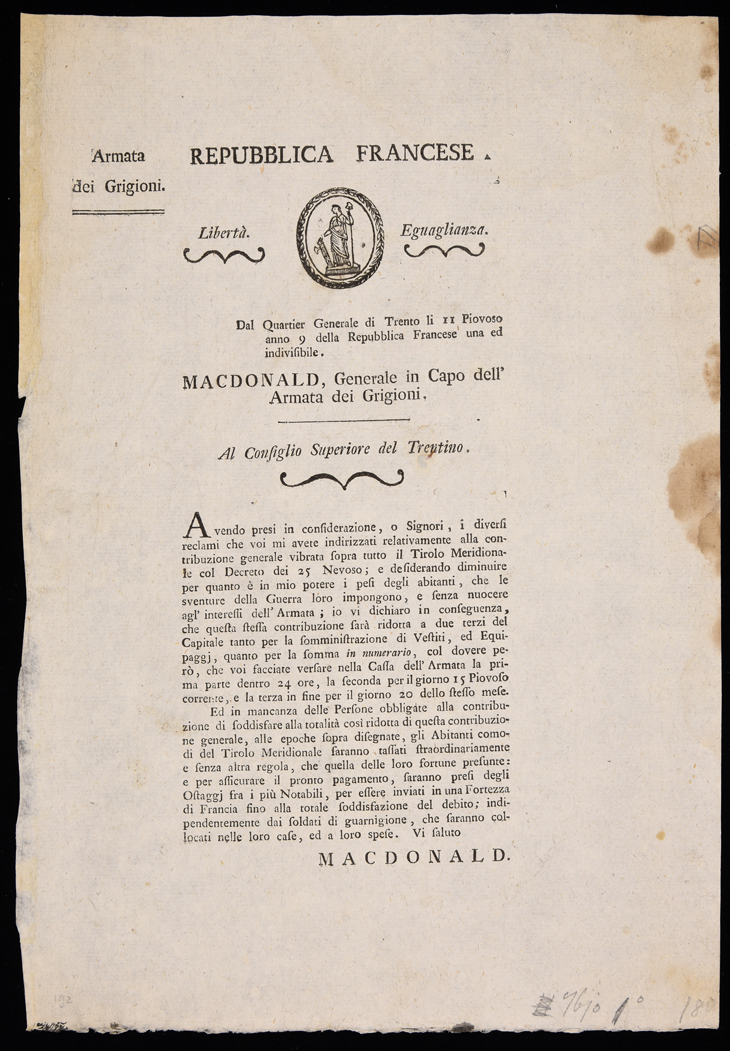 Armata
dei Grigioni.
REPUBBLICA FRANCESE.
Libertà.
Eguaglianza.
Dal Quartier Generale di Trento li 11 Piovoso
anno 9 della Repubblica Francese una ed
indiviſibile.
MACDONALD, Generale in Capo dell'
Armata dei Grigioni.
Al Conſiglio Superiore del Trentino.
Avendo preſi in conſiderazione, o Signori, i diverſi
reclami che voi mi avete indirizzati relativamente alla con-
tribuzione generale vibrata ſopra tutto il Tirolo Meridiona-
le col Decreto dei 25 Nevoso; e deſiderando diminuire
per quanto è in mio potere i peſi degli abitanti, che le
sventure della Guerra loro impongono, e ſenza nuocere
agl' intereſſi dell'Armata; io vi dichiaro in conſeguenza,
che queſta ſteſſa contribuzione ſarà ridotta a due terzi del
Capitale tanto per la ſomminiſtrazione di Veſtiti, ed Equi-
paggj, quanto per la ſomma in numerario, col dovere pe-
rò, che voi facciate verſare nella Caſſa dell'Armata la pri-
ma parte dentro 24 ore, la seconda per il giorno 15 Piovoſo
corrente, e la terza in fine per il giorno 20 dello ſteſſo meſe.
Ed in mancanza delle Perſone obbligate alla contribu-
zione di ſoddisfare alla totalità così ridotta di queſta contribuzio-
ne generale, alle epoche ſopra diſegnate, gli Abitanti como-
di del Tirolo Meridionale ſaranno taſſati ſtraordinariamente
e ſenza altra regola, che quella delle loro fortune preſunte:
e per aſſicurare il pronto pagamento, ſaranno preſi degli
Oſtaggj fra i più Notabili, per eſſere inviati in una Fortezza
di Francia fino alla totale ſoddisfazione del debito; indi-
pendentemente dai ſoldati di guarnigione, che ſaranno col-
locati nelle loro caſe, ed a loro speſe. Vi ſaluto
MACDONALD.
192